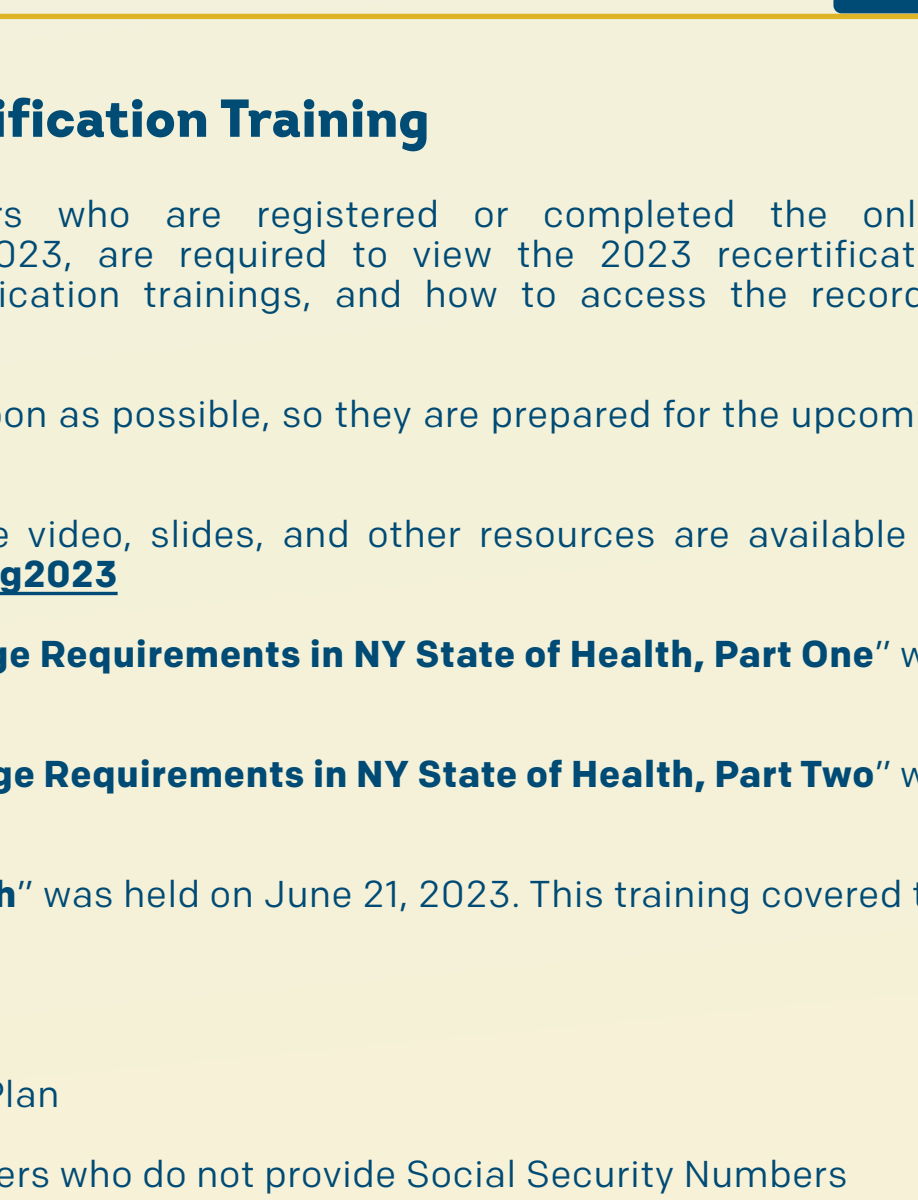 ification Training
rs who are registered or completed the onl
023, are required to view the 2023 recertificat
ication trainings, and how to access the record
oon as possible, so they are prepared for the upcom
e video, slides, and other resources are available
g2023
ge Requirements in NY State of Health, Part One” w
ge Requirements in NY State of Health, Part Two” w
h” was held on June 21, 2023. This training covered t
Plan
ers who do not provide Social Security Numbers